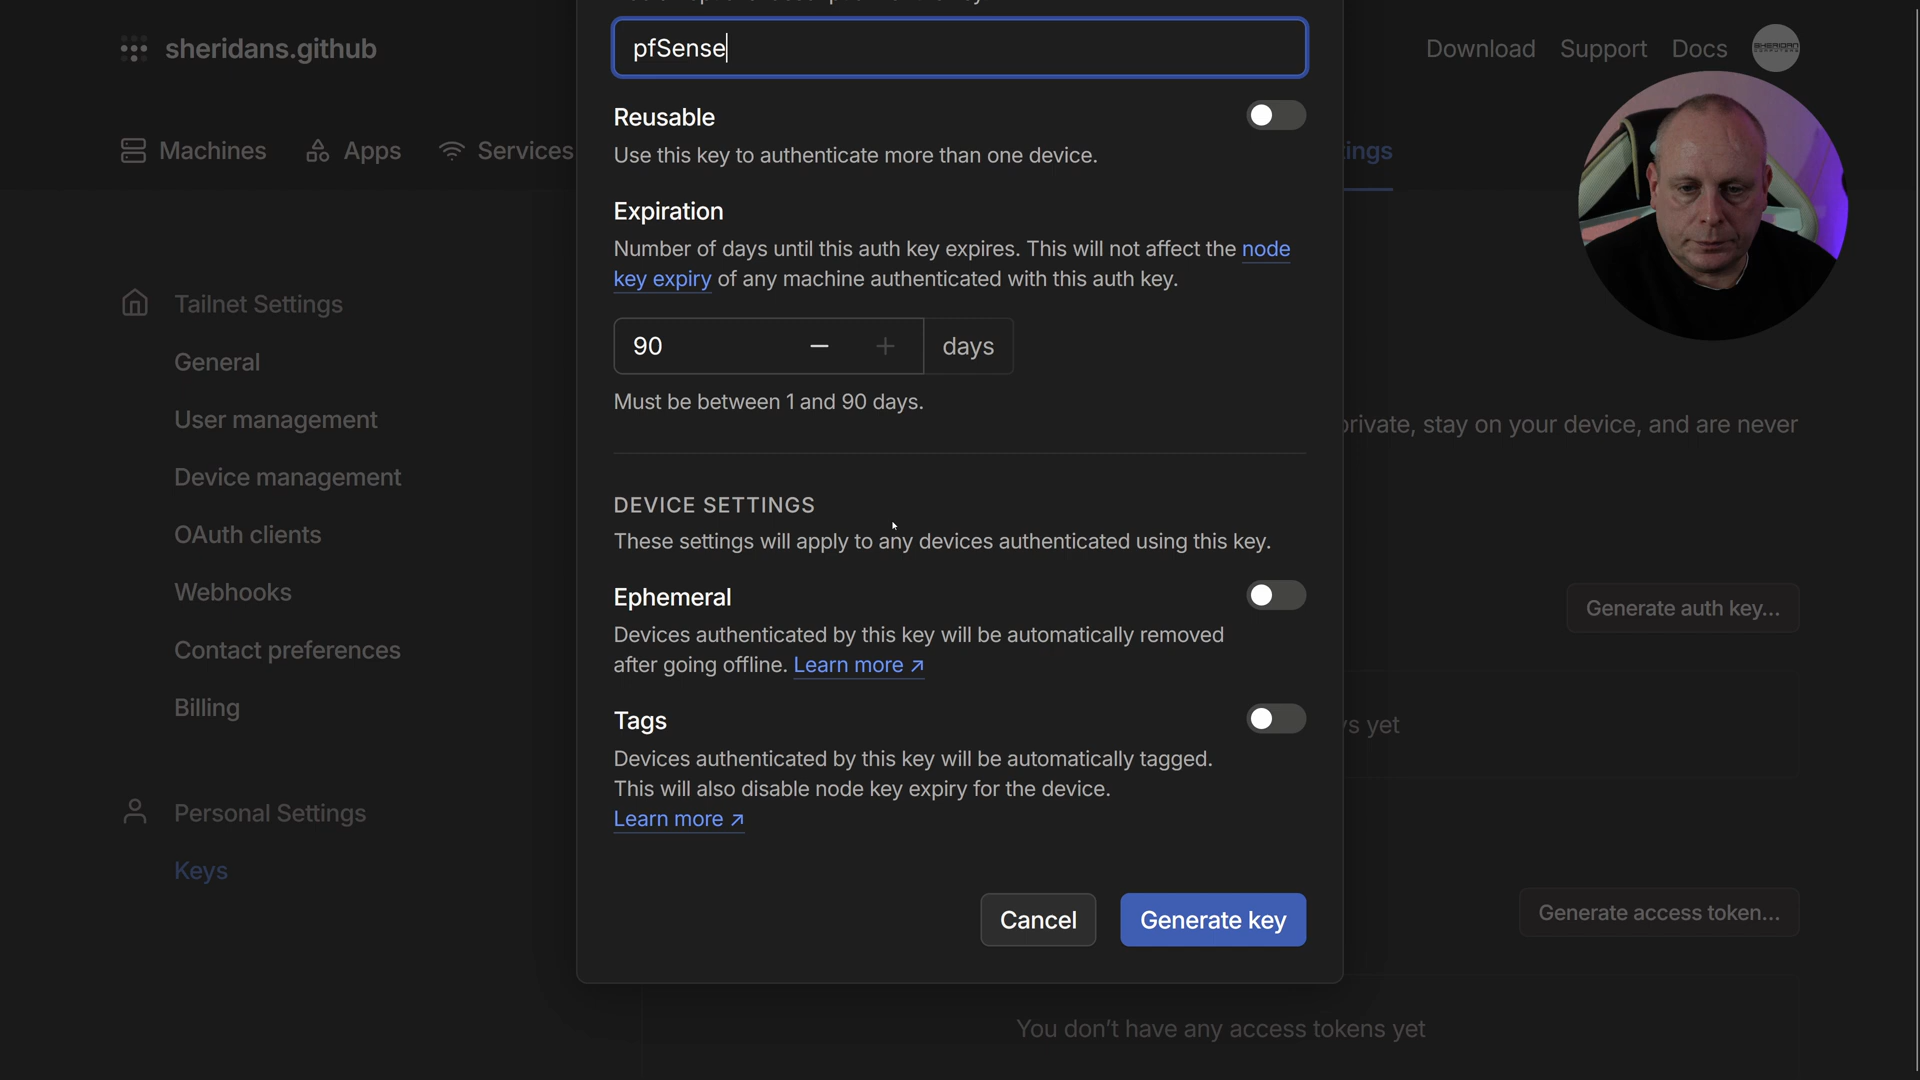 sheridans.github
Download Support Docs
SHERIDAN
COMPUTERS
Machines Apps Services
ings
pfSense
Reusable
Use this key to authenticate more than one device.
Expiration
Number of days until this auth key expires. This will not affect the node
key expiry of any machine authenticated with this auth key.
90 days
Must be between 1 and 90 days.
DEVICE SETTINGS
These settings will apply to any devices authenticated using this key.
Ephemeral
Devices authenticated by this key will be automatically removed
after going offline. Learn more ↗
Tags
Devices authenticated by this key will be automatically tagged.
This will also disable node key expiry for the device.
Learn more ↗
Cancel Generate key
Tailnet Settings
General
User management
Device management
OAuth clients
Webhooks
Contact preferences
Billing
Personal Settings
Keys
private, stay on your device, and are never
Generate auth key...
ys yet
Generate access token...
You don't have any access tokens yet